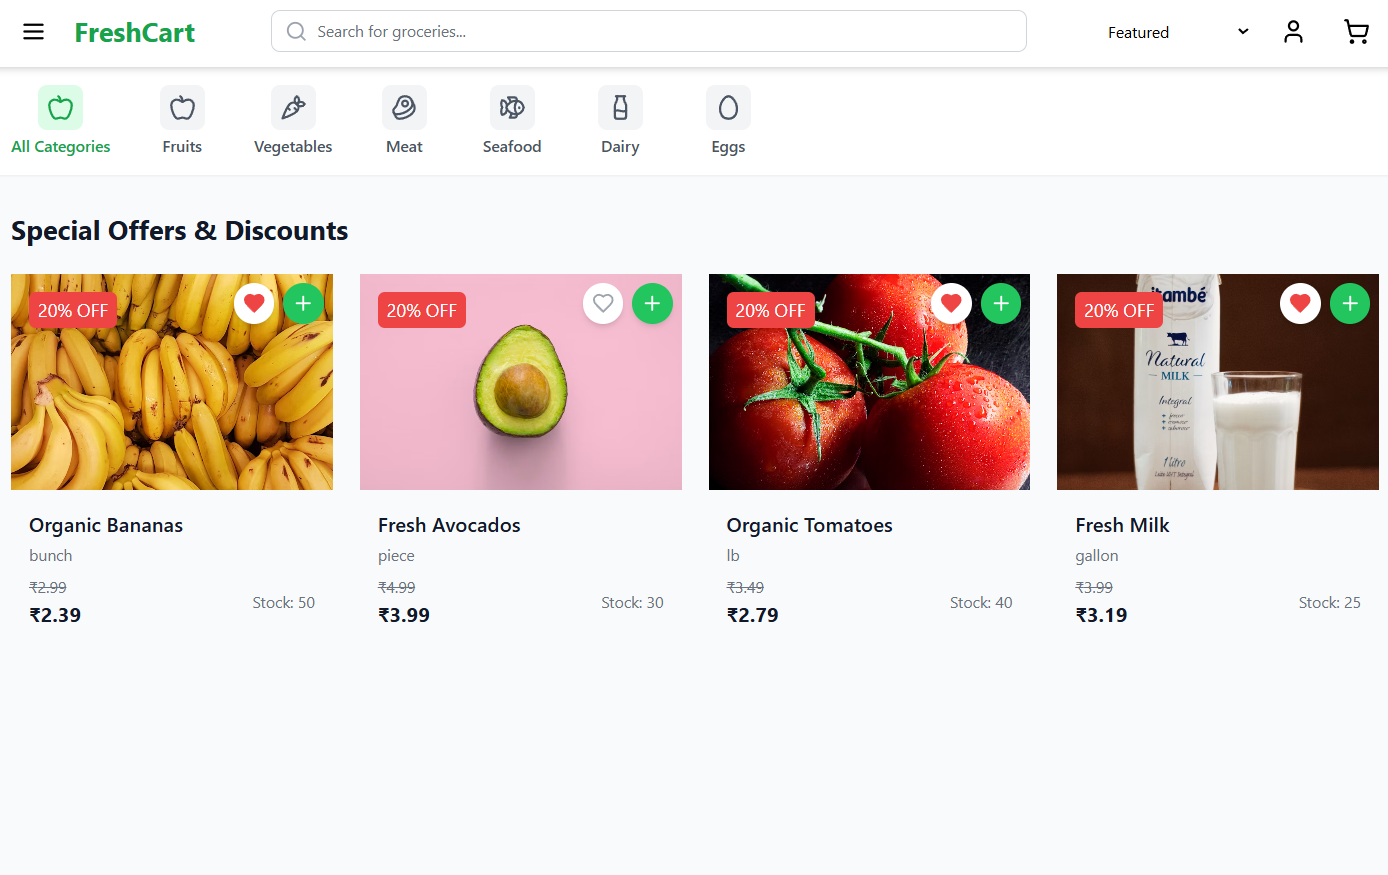 FreshCart
Search for groceries...
Featured
All Categories
Fruits
Vegetables
Meat
Seafood
Dairy
Eggs
Special Offers & Discounts
20% OFF
Organic Bananas
bunch
₹2.99
₹2.39
Stock: 50
20% OFF
Fresh Avocados
piece
₹4.99
₹3.99
Stock: 30
20% OFF
Organic Tomatoes
lb
₹3.49
₹2.79
Stock: 40
20% OFF
itambé
Natural
MILK
Integral
1 litro
Fresh Milk
gallon
₹3.99
₹3.19
Stock: 25